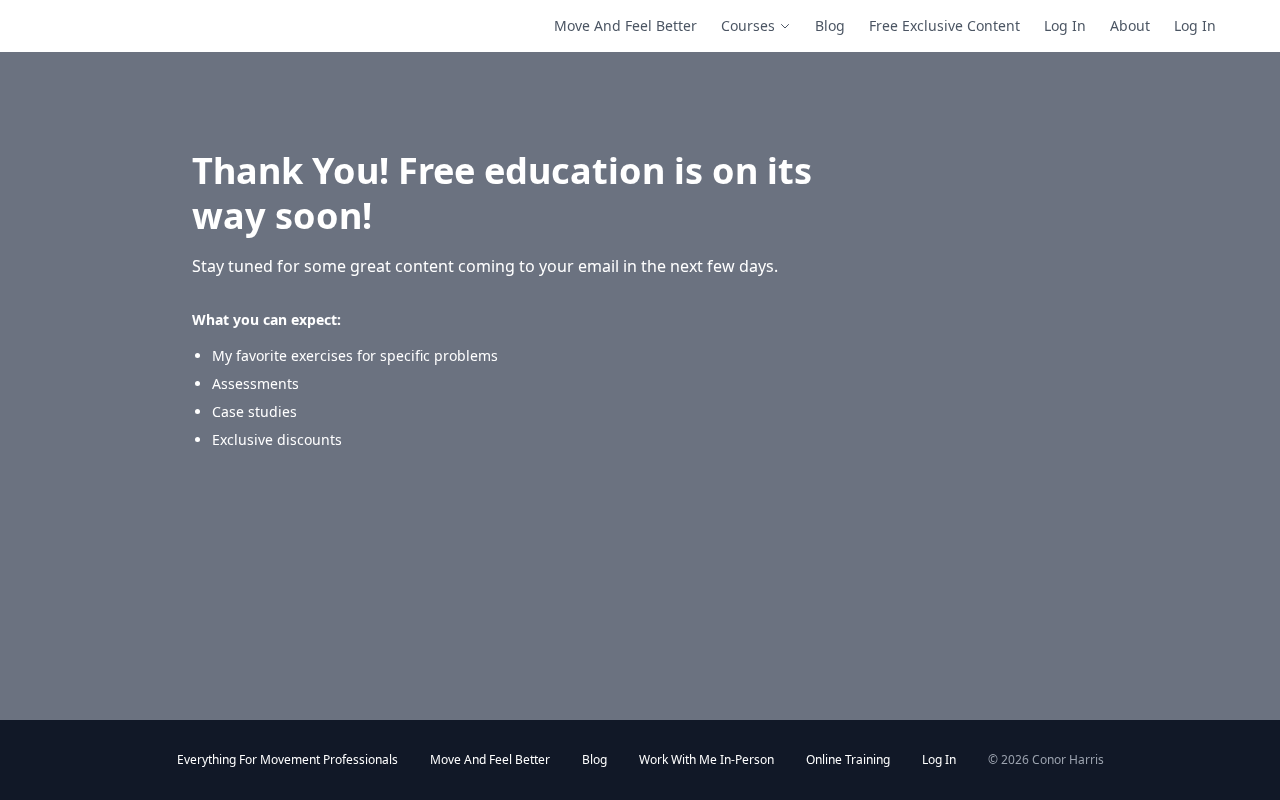 Move And Feel Better Courses Blog Free Exclusive Content Log In About Log In
Thank You! Free education is on its
way soon!
Stay tuned for some great content coming to your email in the next few days.
What you can expect:
• My favorite exercises for specific problems
• Assessments
• Case studies
• Exclusive discounts
Everything For Movement Professionals Move And Feel Better Blog Work With Me In-Person Online Training Log In © 2026 Conor Harris